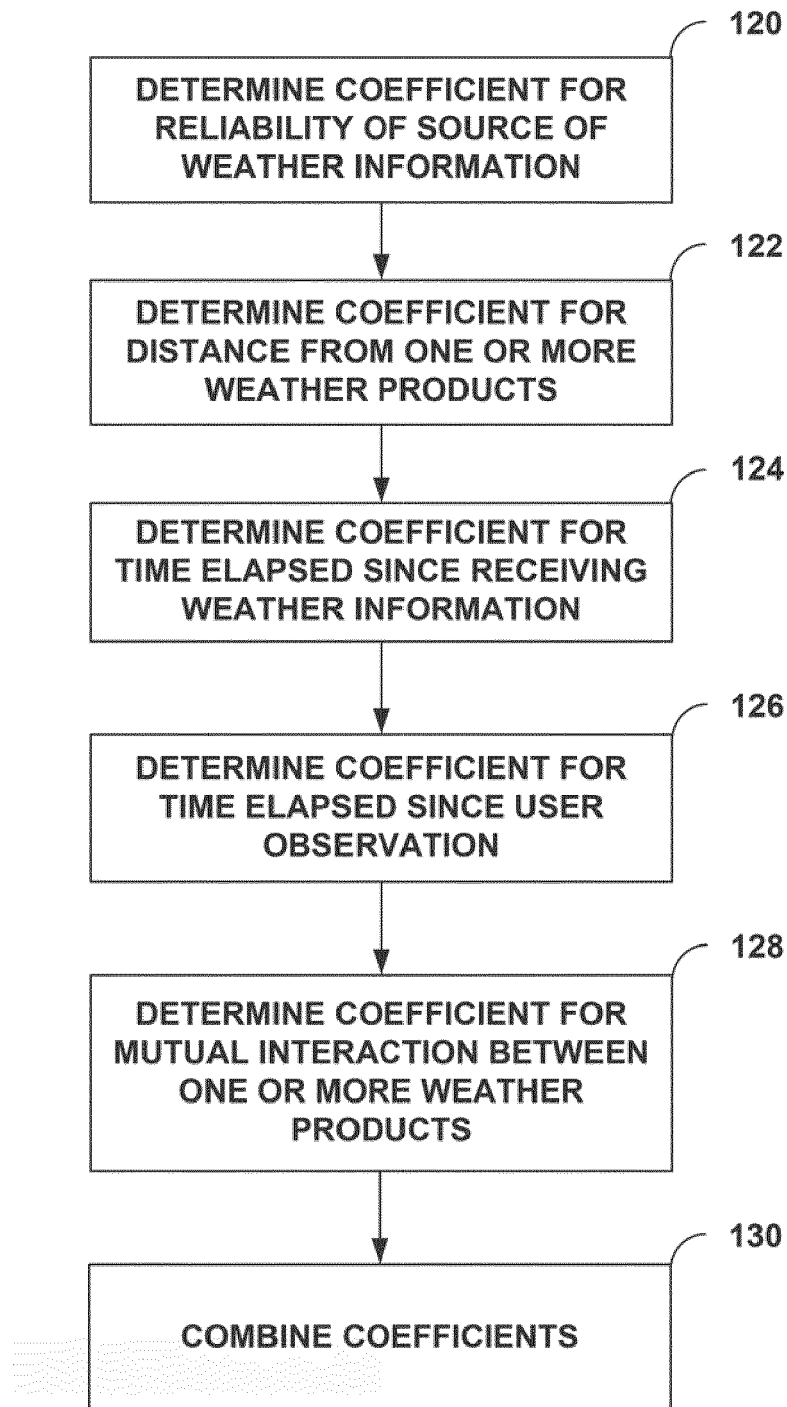 120
DETERMINE COEFFICIENT FOR
RELIABILITY OF SOURCE OF
WEATHER INFORMATION
122
DETERMINE COEFFICIENT FOR
DISTANCE FROM ONE OR MORE
WEATHER PRODUCTS
124
DETERMINE COEFFICIENT FOR
TIME ELAPSED SINCE RECEIVING
WEATHER INFORMATION
126
DETERMINE COEFFICIENT FOR
TIME ELAPSED SINCE USER
OBSERVATION
128
DETERMINE COEFFICIENT FOR
MUTUAL INTERACTION BETWEEN
ONE OR MORE WEATHER
PRODUCTS
130
COMBINE COEFFICIENTS